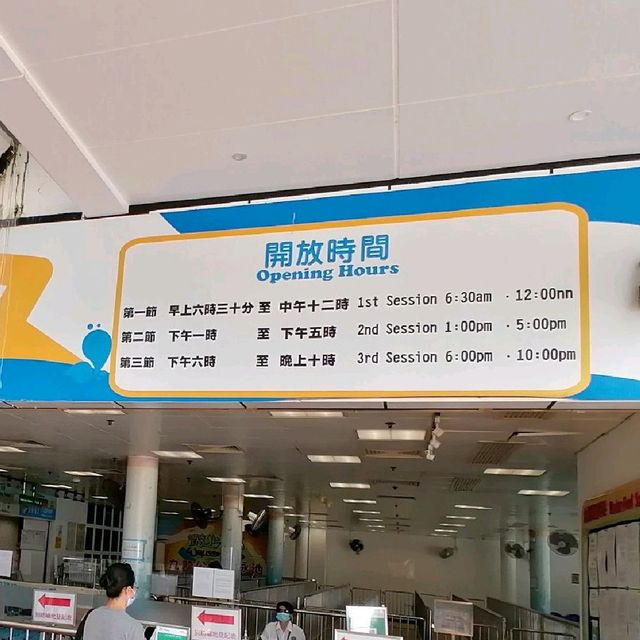 開放時間
Opening Hours
第一節 早上六時三十分 至 中午十二時 1st Session 6:30am - 12:00nn
第二節 下午一時 至 下午五時 2nd Session 1:00pm - 5:00pm
第三節 下午六時 至 晚上十時 3rd Session 6:00pm - 10:00pm